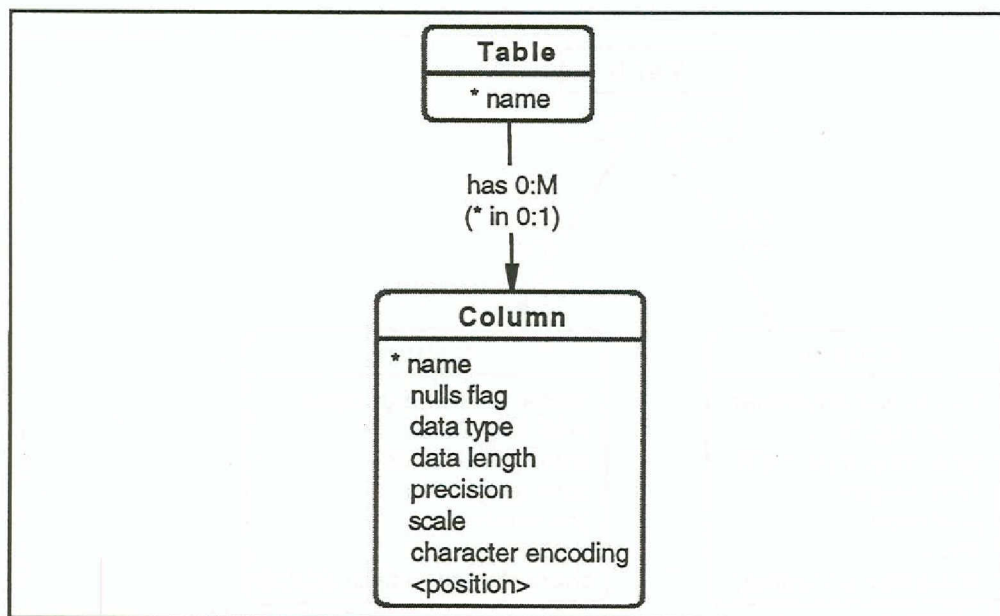 Table
* name
has 0:M
(* in 0:1)
Column
* name
nulls flag
data type
data length
precision
scale
character encoding
<position>